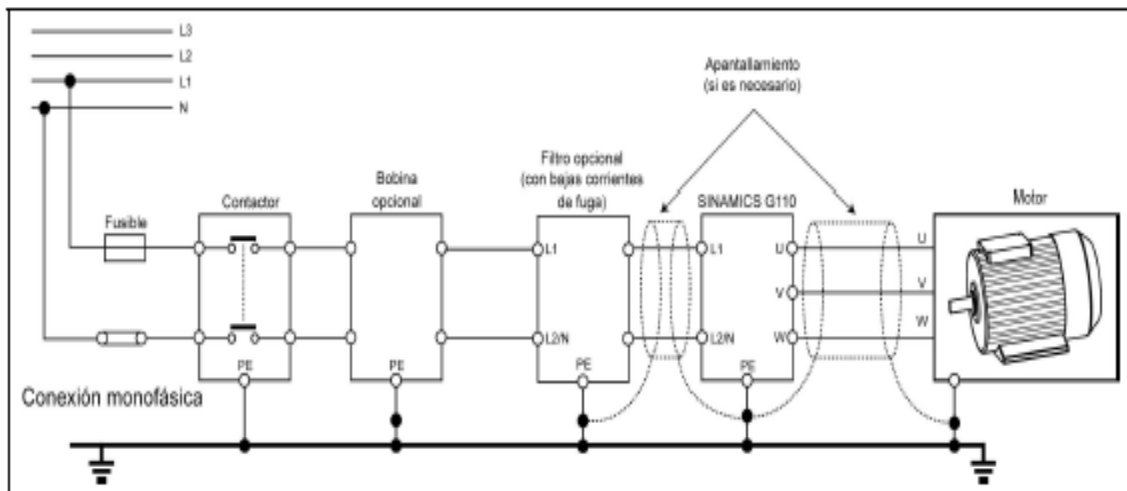 L3
L2
L1
N
Apantallamiento
(si es necesario)
Filtro opcional
(con bajas corrientes
de fuga)
Bobina
opcional
Contactor
Fusible
SINAMICS G110
Motor
L1
L1
U
U
V
V
W
L2/N
L2/N
W
PE
PE
PE
PE
Conexión monofásica